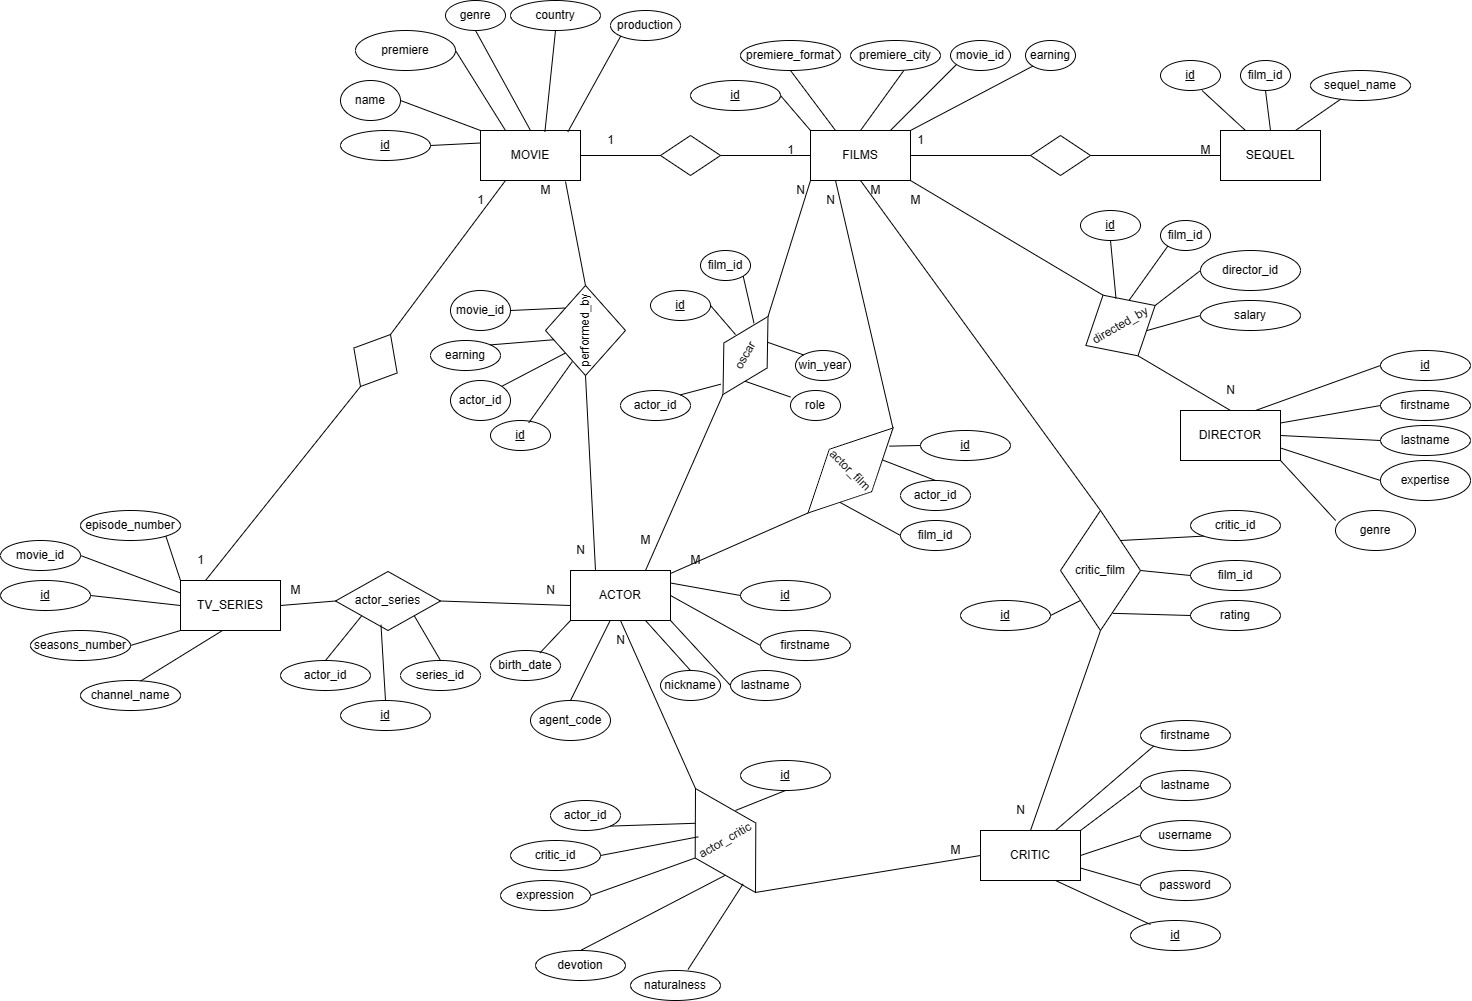 genre
country
production
premiere
name
id
MOVIE
1
M
1
premiere_format
premiere_city
movie_id
earning
id
1
FILMS
1
N
N
M
M
id
film_id
sequel_name
M
SEQUEL
id
film_id
director_id
salary
directed_by
N
DIRECTOR
id
firstname
lastname
expertise
genre
movie_id
earning
actor_id
id
performed_by
film_id
id
oscar
win_year
role
actor_id
actor_film
id
actor_id
film_id
episode_number
movie_id
id
seasons_number
channel_name
1
TV_SERIES
M
actor_series
actor_id
id
series_id
N
N
M
M
ACTOR
N
id
firstname
lastname
nickname
birth_date
agent_code
critic_film
critic_id
film_id
rating
id
actor_critic
id
actor_id
critic_id
expression
devotion
naturalness
M
N
CRITIC
firstname
lastname
username
password
id